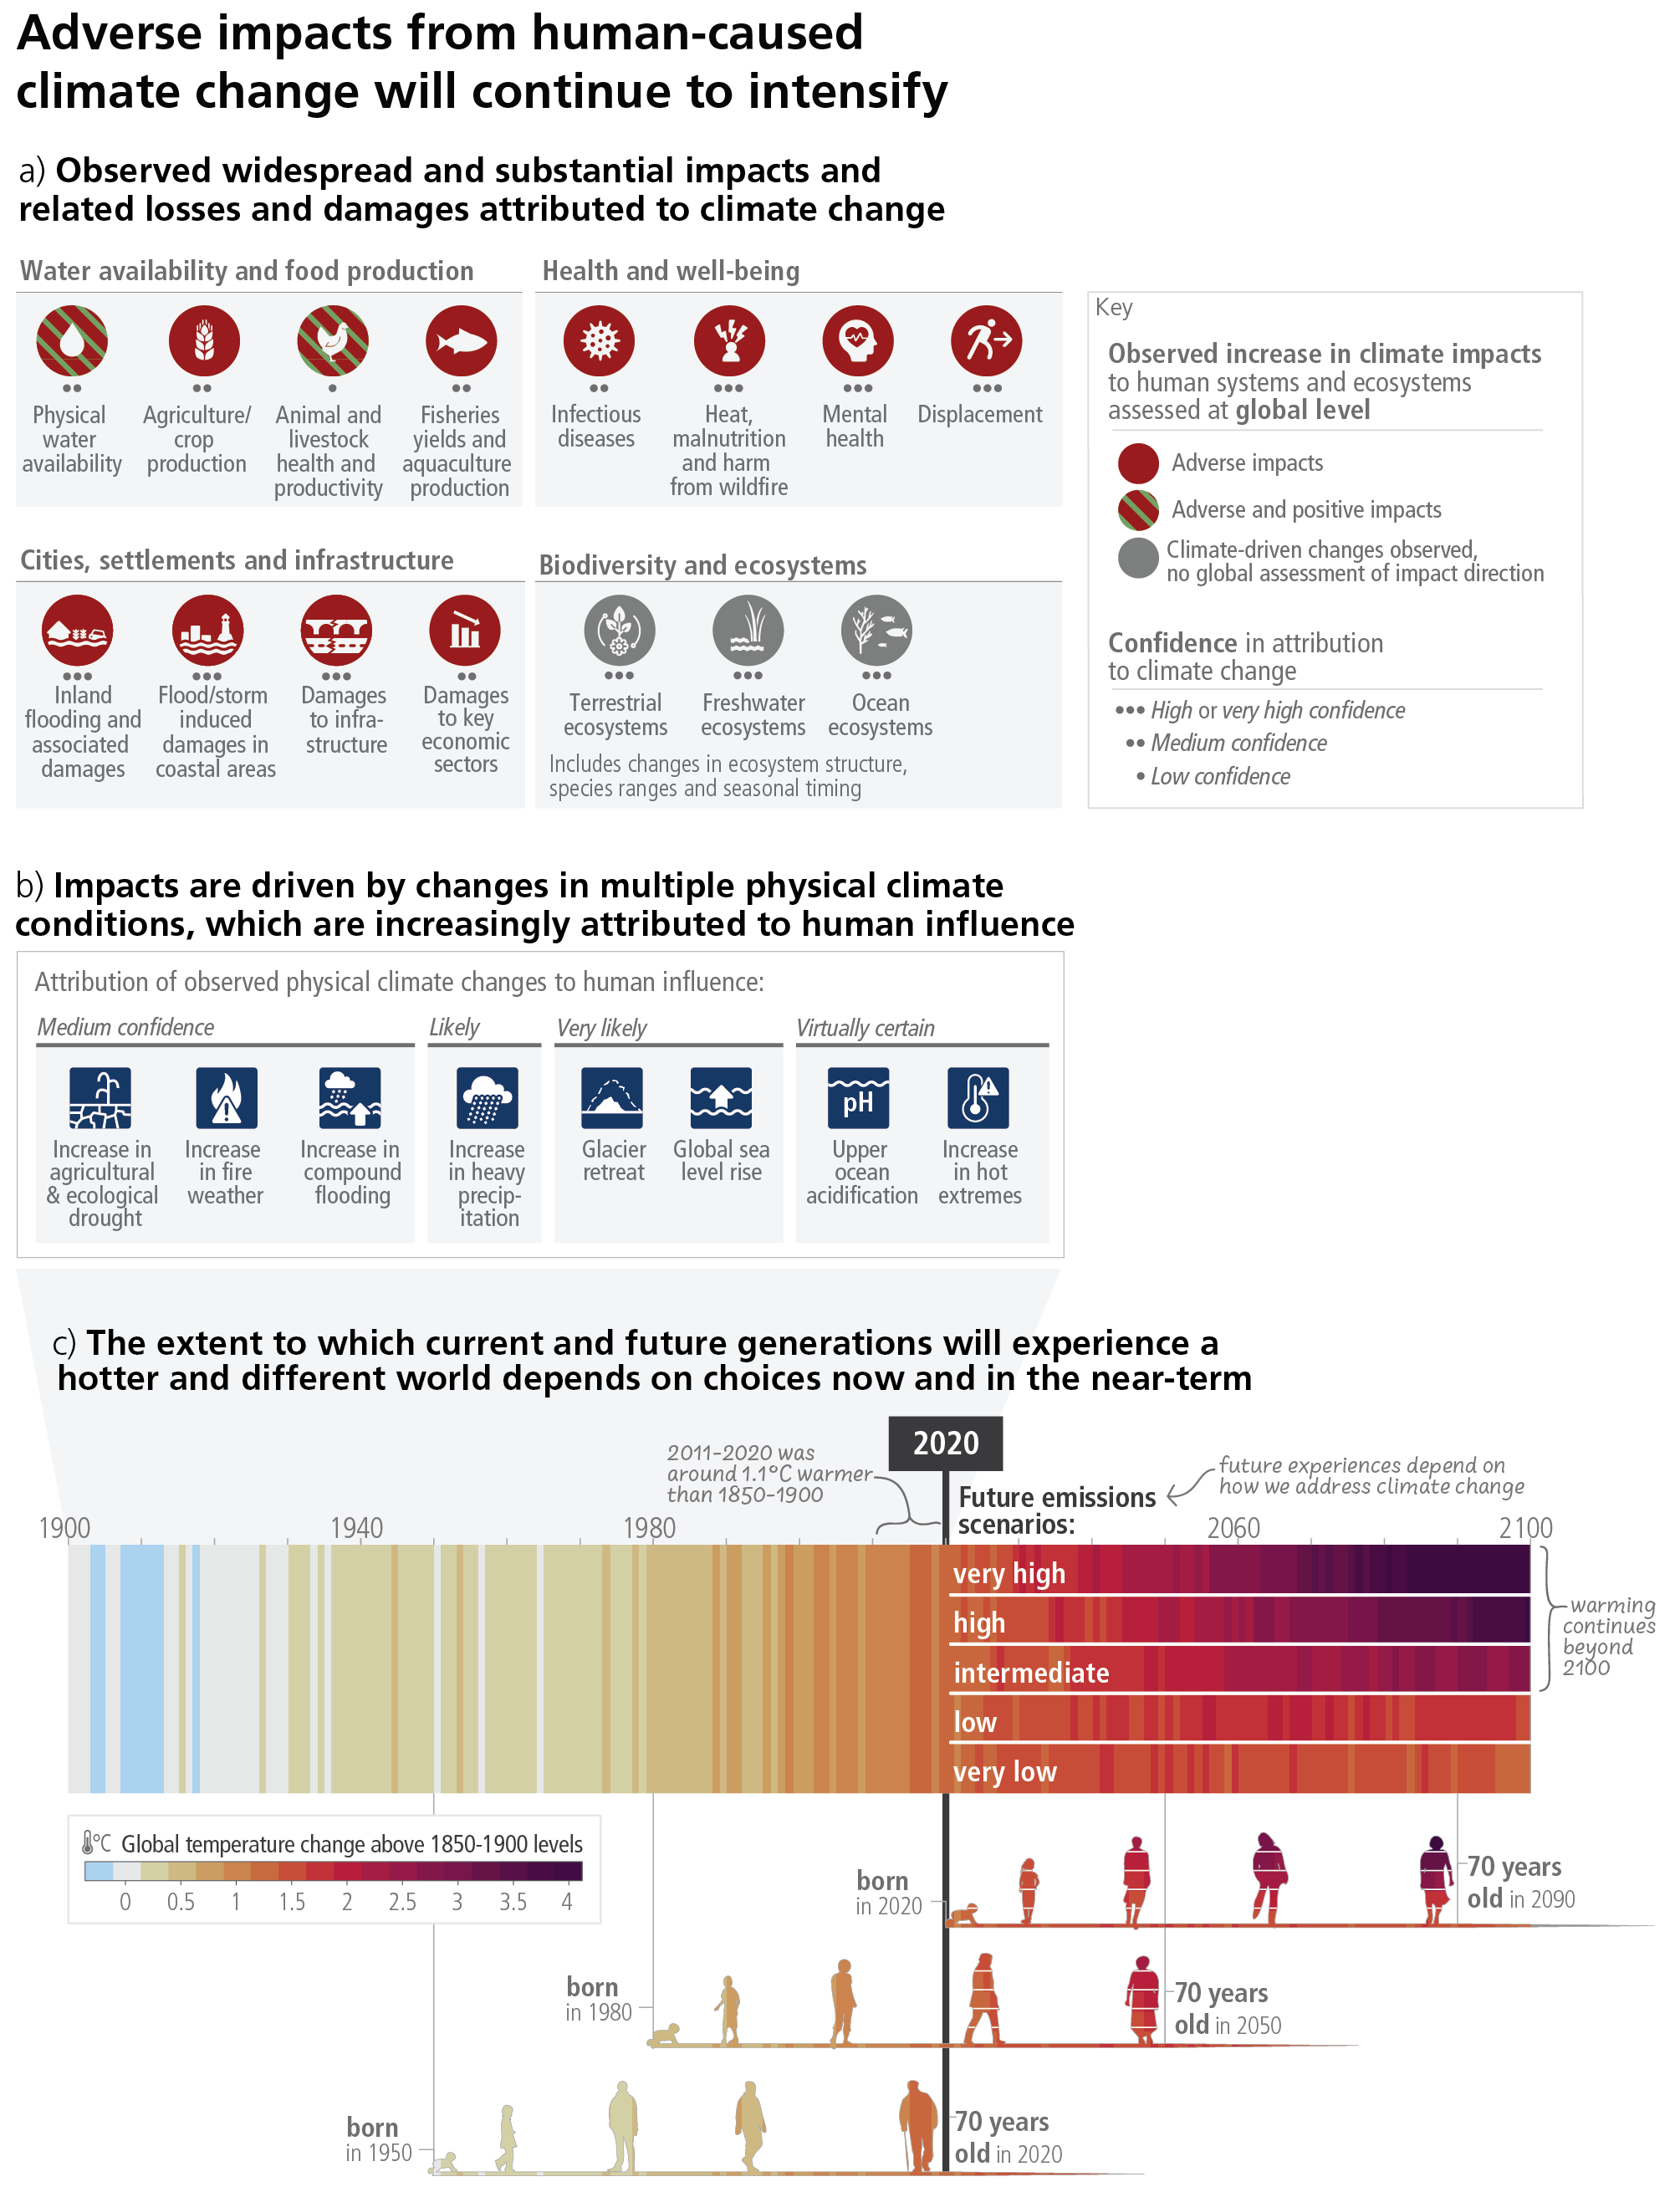 Adverse impacts from human-caused
climate change will continue to intensify
a) Observed widespread and substantial impacts and
related losses and damages attributed to climate change
Water availability and food production
Physical
water
availability
Agriculture/
crop
production
Animal and
livestock
health and
productivity
Fisheries
yields and
aquaculture
production
Health and well-being
Infectious
diseases
Heat,
malnutrition
and harm
from wildfire
Mental
health
Displacement
Key
Observed increase in climate impacts
to human systems and ecosystems
assessed at global level
Adverse impacts
Adverse and positive impacts
Climate-driven changes observed,
no global assessment of impact direction
Confidence in attribution
to climate change
High or very high confidence
Medium confidence
Low confidence
Cities, settlements and infrastructure
Inland
flooding and
associated
damages
Flood/storm
induced
damages in
coastal areas
Damages
to infra-
structure
Damages
to key
economic
sectors
Biodiversity and ecosystems
Terrestrial
ecosystems
Freshwater
ecosystems
Ocean
ecosystems
Includes changes in ecosystem structure,
species ranges and seasonal timing
b) Impacts are driven by changes in multiple physical climate
conditions, which are increasingly attributed to human influence
Attribution of observed physical climate changes to human influence:
Medium confidence
Increase in
agricultural
& ecological
drought
Increase
in fire
weather
Increase in
compound
flooding
Likely
Increase
in heavy
precip-
itation
Very likely
Glacier
retreat
Global sea
level rise
Virtually certain
pH
Upper
ocean
acidification
Increase
in hot
extremes
c) The extent to which current and future generations will experience a
hotter and different world depends on choices now and in the near-term
2020
2011-2020 was
around 1.1°C warmer
than 1850-1900
Future emissions
scenarios:
future experiences depend on
how we address climate change
1900 1940 1980 2060 2100
very high
high
intermediate
low
very low
warming
continues
beyond
2100
°C Global temperature change above 1850-1900 levels
0 0.5 1 1.5 2 2.5 3 3.5 4
born
in 2020
70 years
old in 2090
born
in 1980
70 years
old in 2050
born
in 1950
70 years
old in 2020